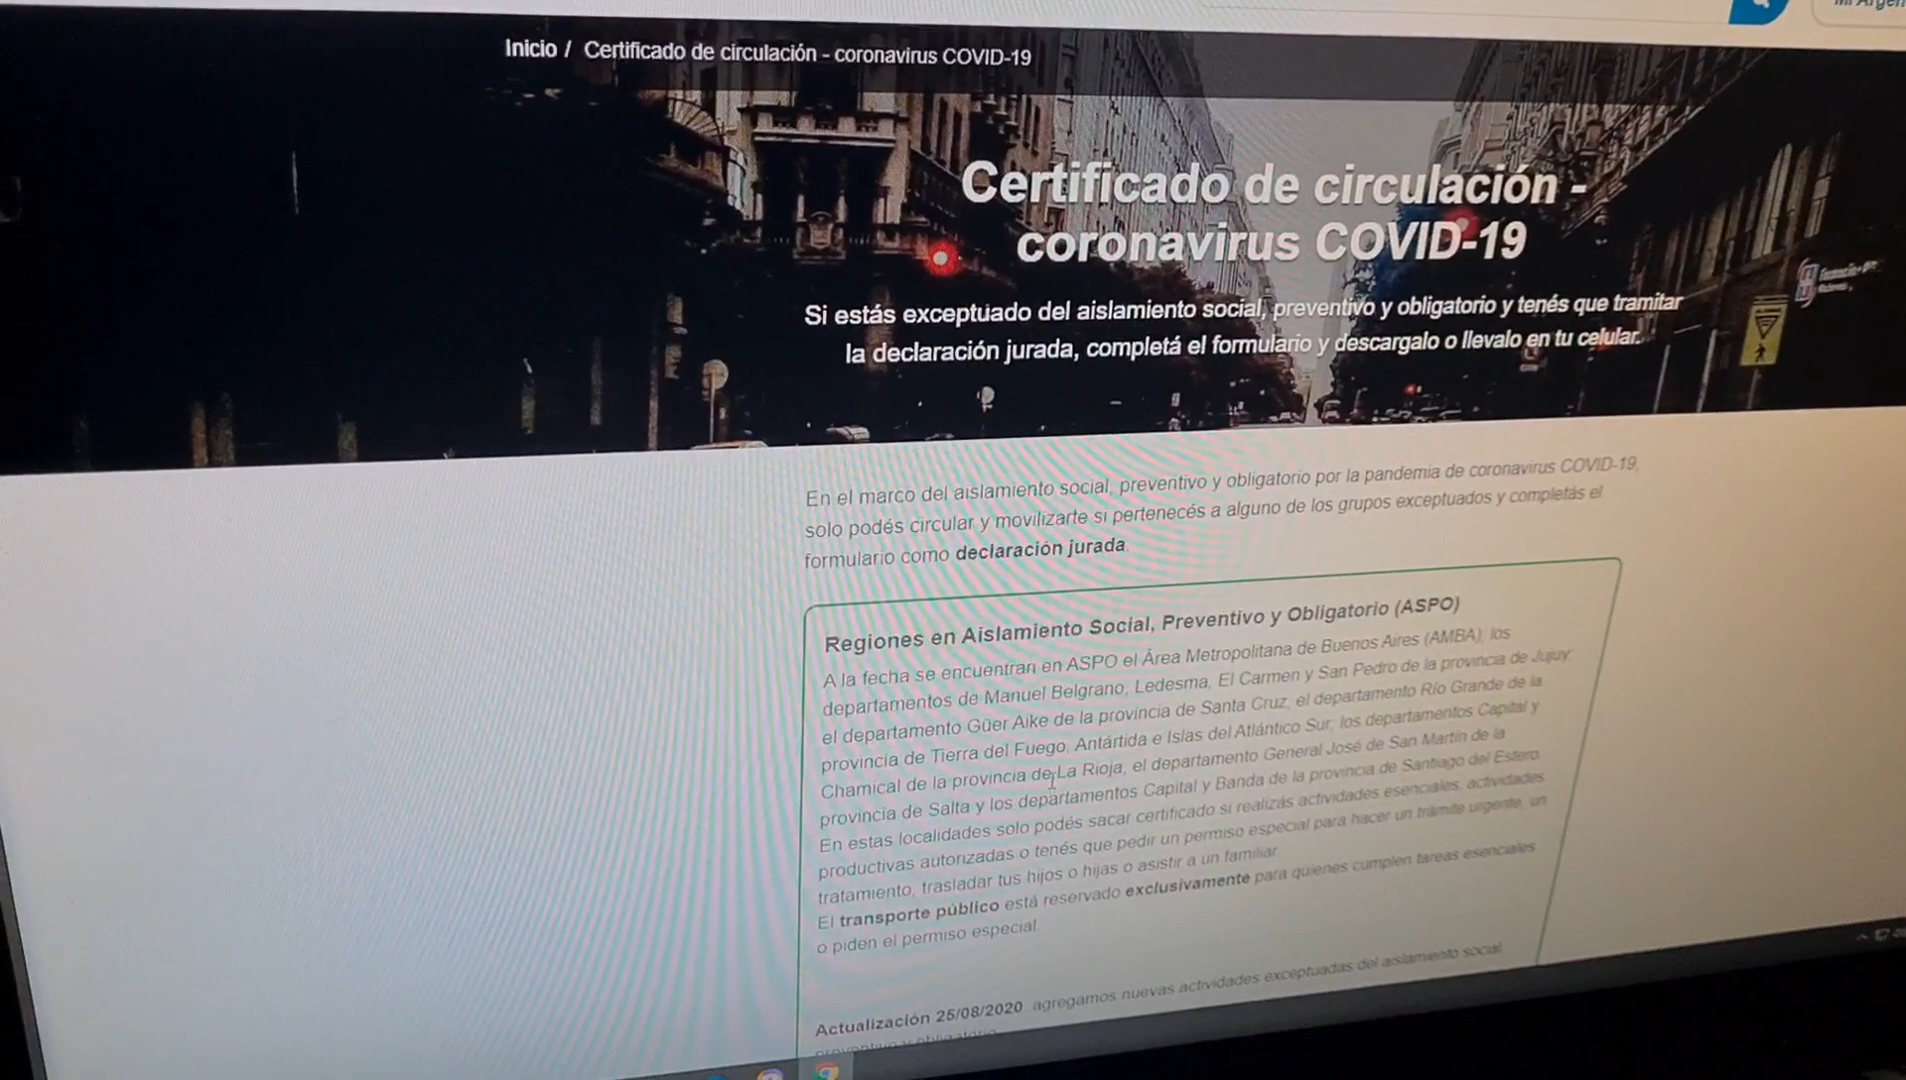 Mi Argen
Inicio / Certificado de circulación - coronavirus COVID-19
Certificado de circulación -
coronavirus COVID-19
Si estás exceptuado del aislamiento social, preventivo y obligatorio y tenés que tramitar
la declaración jurada, completá el formulario y descargalo o llevalo en tu celular.
En el marco del aislamiento social, preventivo y obligatorio por la pandemia de coronavirus COVID-19,
solo podés circular y movilizarte si pertenecés a alguno de los grupos exceptuados y completás el
formulario como declaración jurada.
Regiones en Aislamiento Social, Preventivo y Obligatorio (ASPO)
A la fecha se encuentran en ASPO el Área Metropolitana de Buenos Aires (AMBA); los
departamentos de Manuel Belgrano, Ledesma, El Carmen y San Pedro de la provincia de Jujuy;
el departamento Güer Aike de la provincia de Santa Cruz; el departamento Río Grande de la
provincia de Tierra del Fuego, Antártida e Islas del Atlántico Sur; los departamentos Capital y
Chamical de la provincia de La Rioja; el departamento General José de San Martín de la
provincia de Salta y los departamentos Capital y Banda de la provincia de Santiago del Estero.
En estas localidades solo podés sacar certificado si realizás actividades esenciales, actividades
productivas autorizadas o tenés que pedir un permiso especial para hacer un trámite urgente, un
tratamiento, trasladar tus hijos o hijas o asistir a un familiar.
El transporte público está reservado exclusivamente para quienes cumplen tareas esenciales
o piden el permiso especial.
Actualización 25/08/2020 agregamos nuevas actividades exceptuadas del aislamiento social,
preventivo y obligatorio